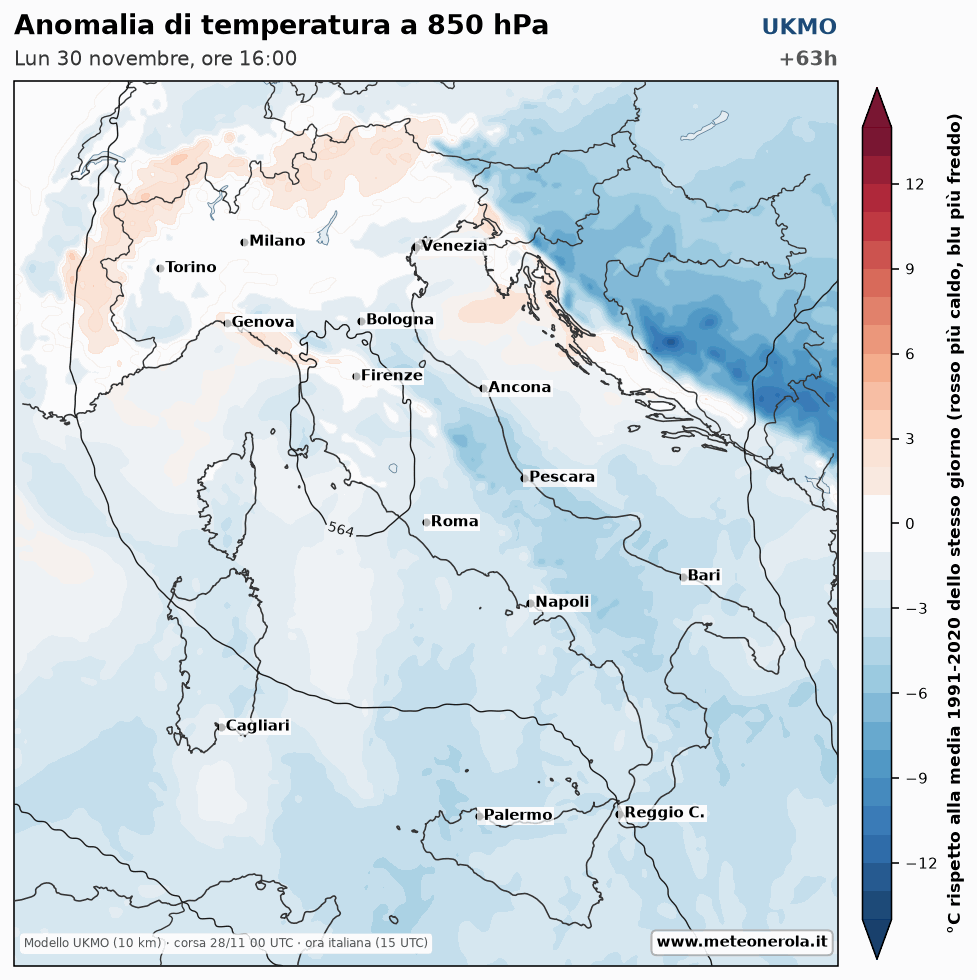 Anomalia di temperatura a 850 hPa
UKMO
Lun 30 novembre, ore 16:00
+63h
Milano
Venezia
Torino
Genova
Bologna
Firenze
Ancona
Pescara
564
Roma
Bari
Napoli
Cagliari
Palermo
Reggio C.
12
9
6
3
0
−3
−6
−9
−12
°C rispetto alla media 1991-2020 dello stesso giorno (rosso più caldo, blu più freddo)
Modello UKMO (10 km) · corsa 28/11 00 UTC · ora italiana (15 UTC)
www.meteonerola.it